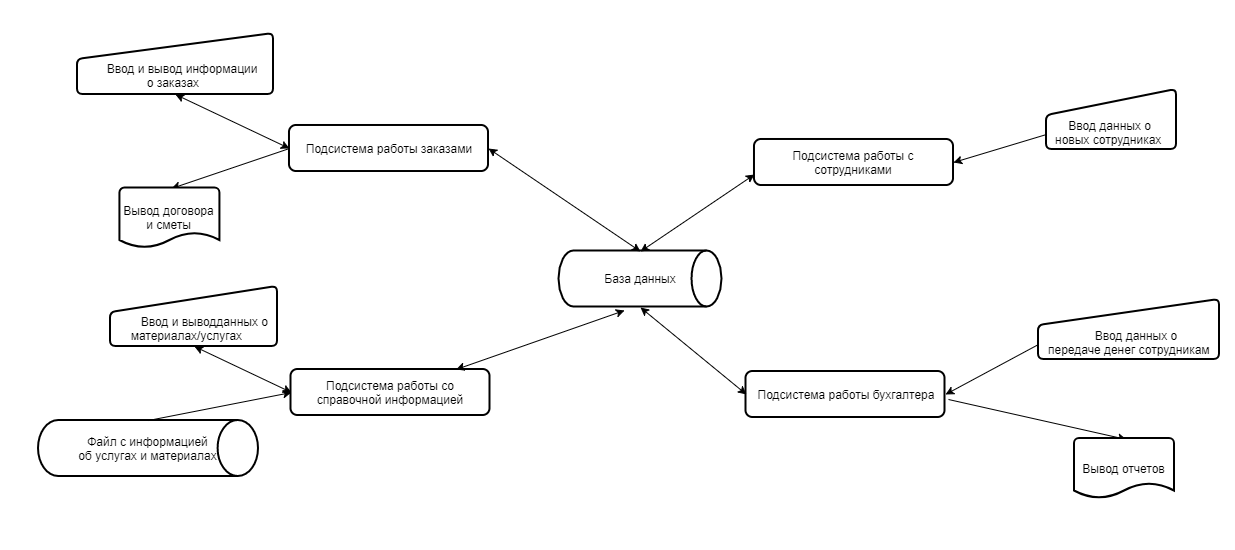 Ввод и вывод информации
о заказах
Подсистема работы заказами
Вывод договора
и сметы
Подсистема работы с
сотрудниками
Ввод данных о
новых сотрудниках
База данных
Ввод и выводданных о
материалах/услугах
Подсистема работы со
справочной информацией
Файл с информацией
об услугах и материалах
Подсистема работы бухгалтера
Ввод данных о
передаче денег сотрудникам
Вывод отчетов